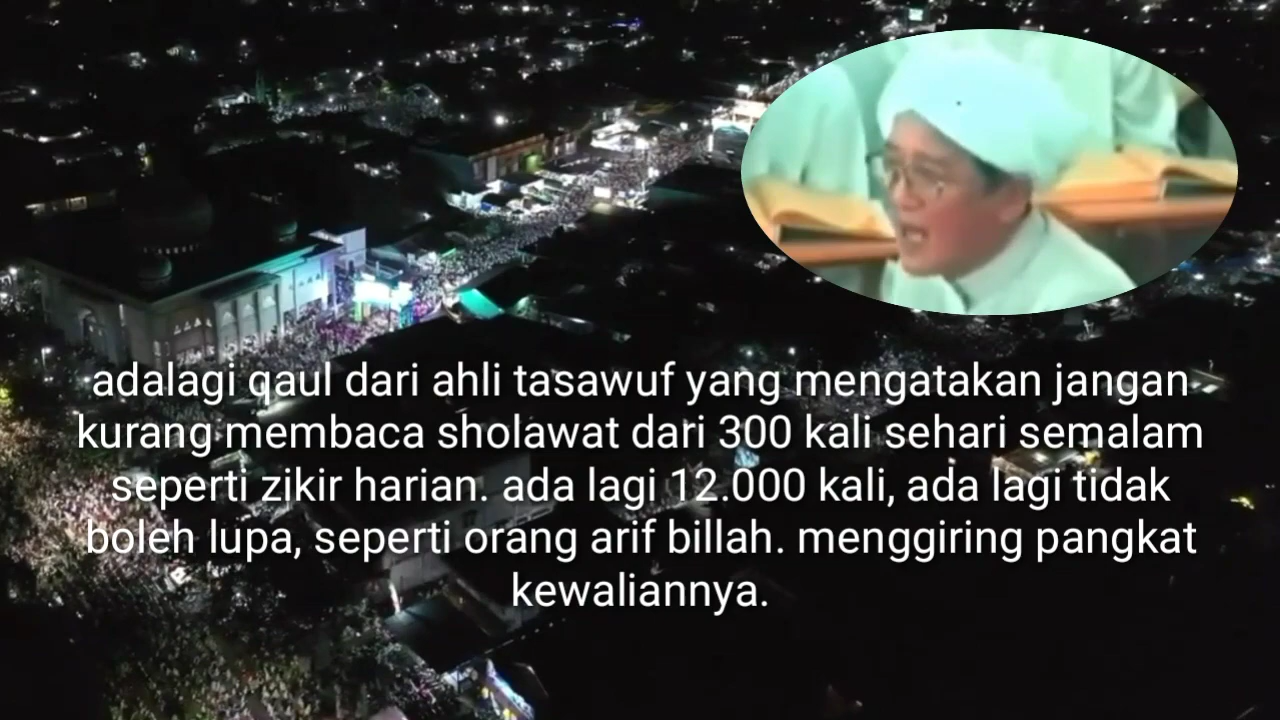 adalagi qaul dari ahli tasawuf yang mengatakan jangan
kurang membaca sholawat dari 300 kali sehari semalam
seperti zikir harian. ada lagi 12.000 kali, ada lagi tidak
boleh lupa, seperti orang arif billah. menggiring pangkat
kewaliannya.